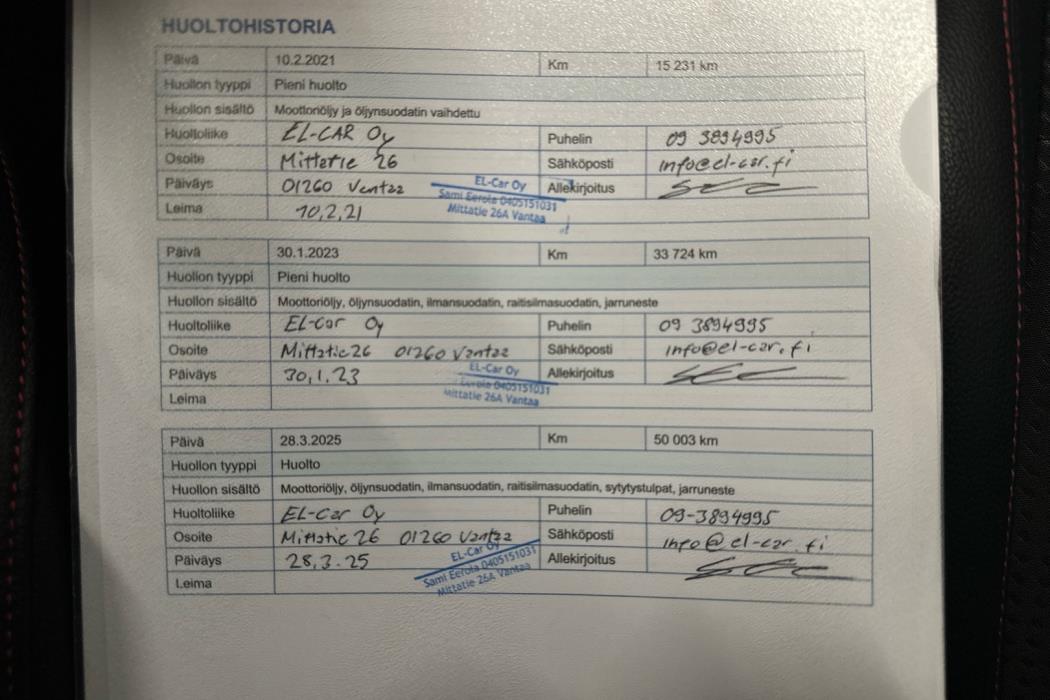 HUOLTOHISTORIA
Päivä 10.2.2021 Km 15 231 km
Huollon tyyppi Pieni huolto
Huollon sisältö Moottoriöljy ja öljynsuodatin vaihdettu
Huoltoliike EL-CAR Oy Puhelin 09 3894995
Osoite Mittatie 26 Sähköposti info@el-car.fi
Päiväys 01260 Vantaa Allekirjoitus
Leima 10,2,21
EL-Car Oy
Sami Eerola 0405151031
Mittatie 26A Vantaa
Päivä 30.1.2023 Km 33 724 km
Huollon tyyppi Pieni huolto
Huollon sisältö Moottoriöljy, öljynsuodatin, ilmansuodatin, raitisilmasuodatin, jarruneste
Huoltoliike EL-Car Oy Puhelin 09 3894995
Osoite Mittatie 26 01260 Vantaa Sähköposti info@el-car.fi
Päiväys 30,1.23 Allekirjoitus
Leima
EL-Car Oy
Eerola 0405151031
Mittatie 26A Vantaa
Päivä 28.3.2025 Km 50 003 km
Huollon tyyppi Huolto
Huollon sisältö Moottoriöljy, öljynsuodatin, ilmansuodatin, raitisilmasuodatin, sytytystulpat, jarruneste
Huoltoliike EL-Car Oy Puhelin 09-3894995
Osoite Mittatie 26 01260 Vantaa Sähköposti info@el-car.fi
Päiväys 28,3.25 Allekirjoitus
Leima
EL-Car Oy
Sami Eerola 0405151031
Mittatie 26A Vantaa